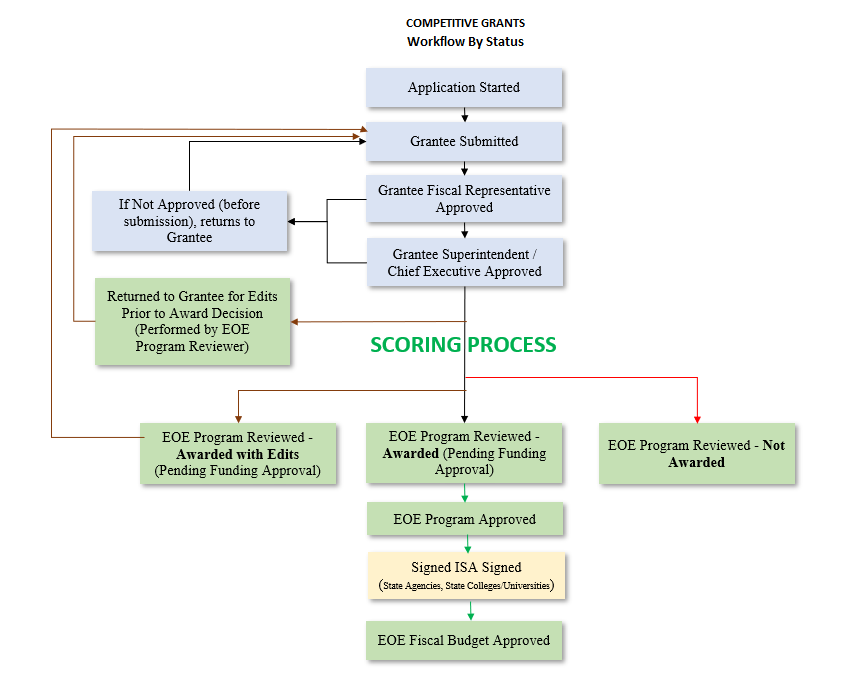 COMPETITIVE GRANTS
Workflow By Status
Application Started
Grantee Submitted
Grantee Fiscal Representative
Approved
If Not Approved (before
submission), returns to
Grantee
Grantee Superintendent /
Chief Executive Approved
Returned to Grantee for Edits
Prior to Award Decision
(Performed by EOE
Program Reviewer)
SCORING PROCESS
EOE Program Reviewed -
Awarded with Edits
(Pending Funding Approval)
EOE Program Reviewed -
Awarded (Pending Funding
Approval)
EOE Program Reviewed - Not
Awarded
EOE Program Approved
Signed ISA Signed
(State Agencies, State Colleges/Universities)
EOE Fiscal Budget Approved